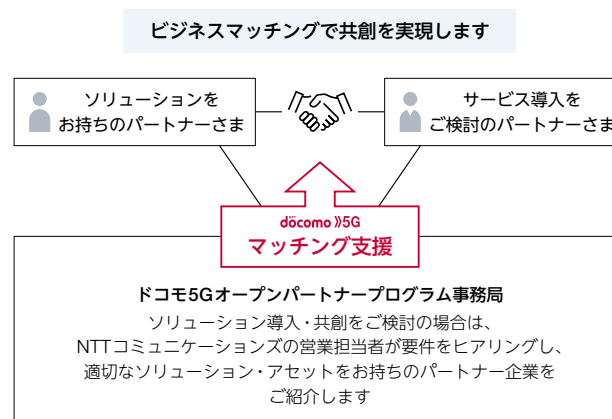 ビジネスマッチングで共創を実現します
ソリューションを
お持ちのパートナーさま
サービス導入を
ご検討のパートナーさま
döcomo 5G
マッチング支援
ドコモ5Gオープンパートナープログラム事務局
ソリューション導入・共創をご検討の場合は、
NTTコミュニケーションズの営業担当者が要件をヒアリングし、
適切なソリューション・アセットをお持ちのパートナー企業を
ご紹介します